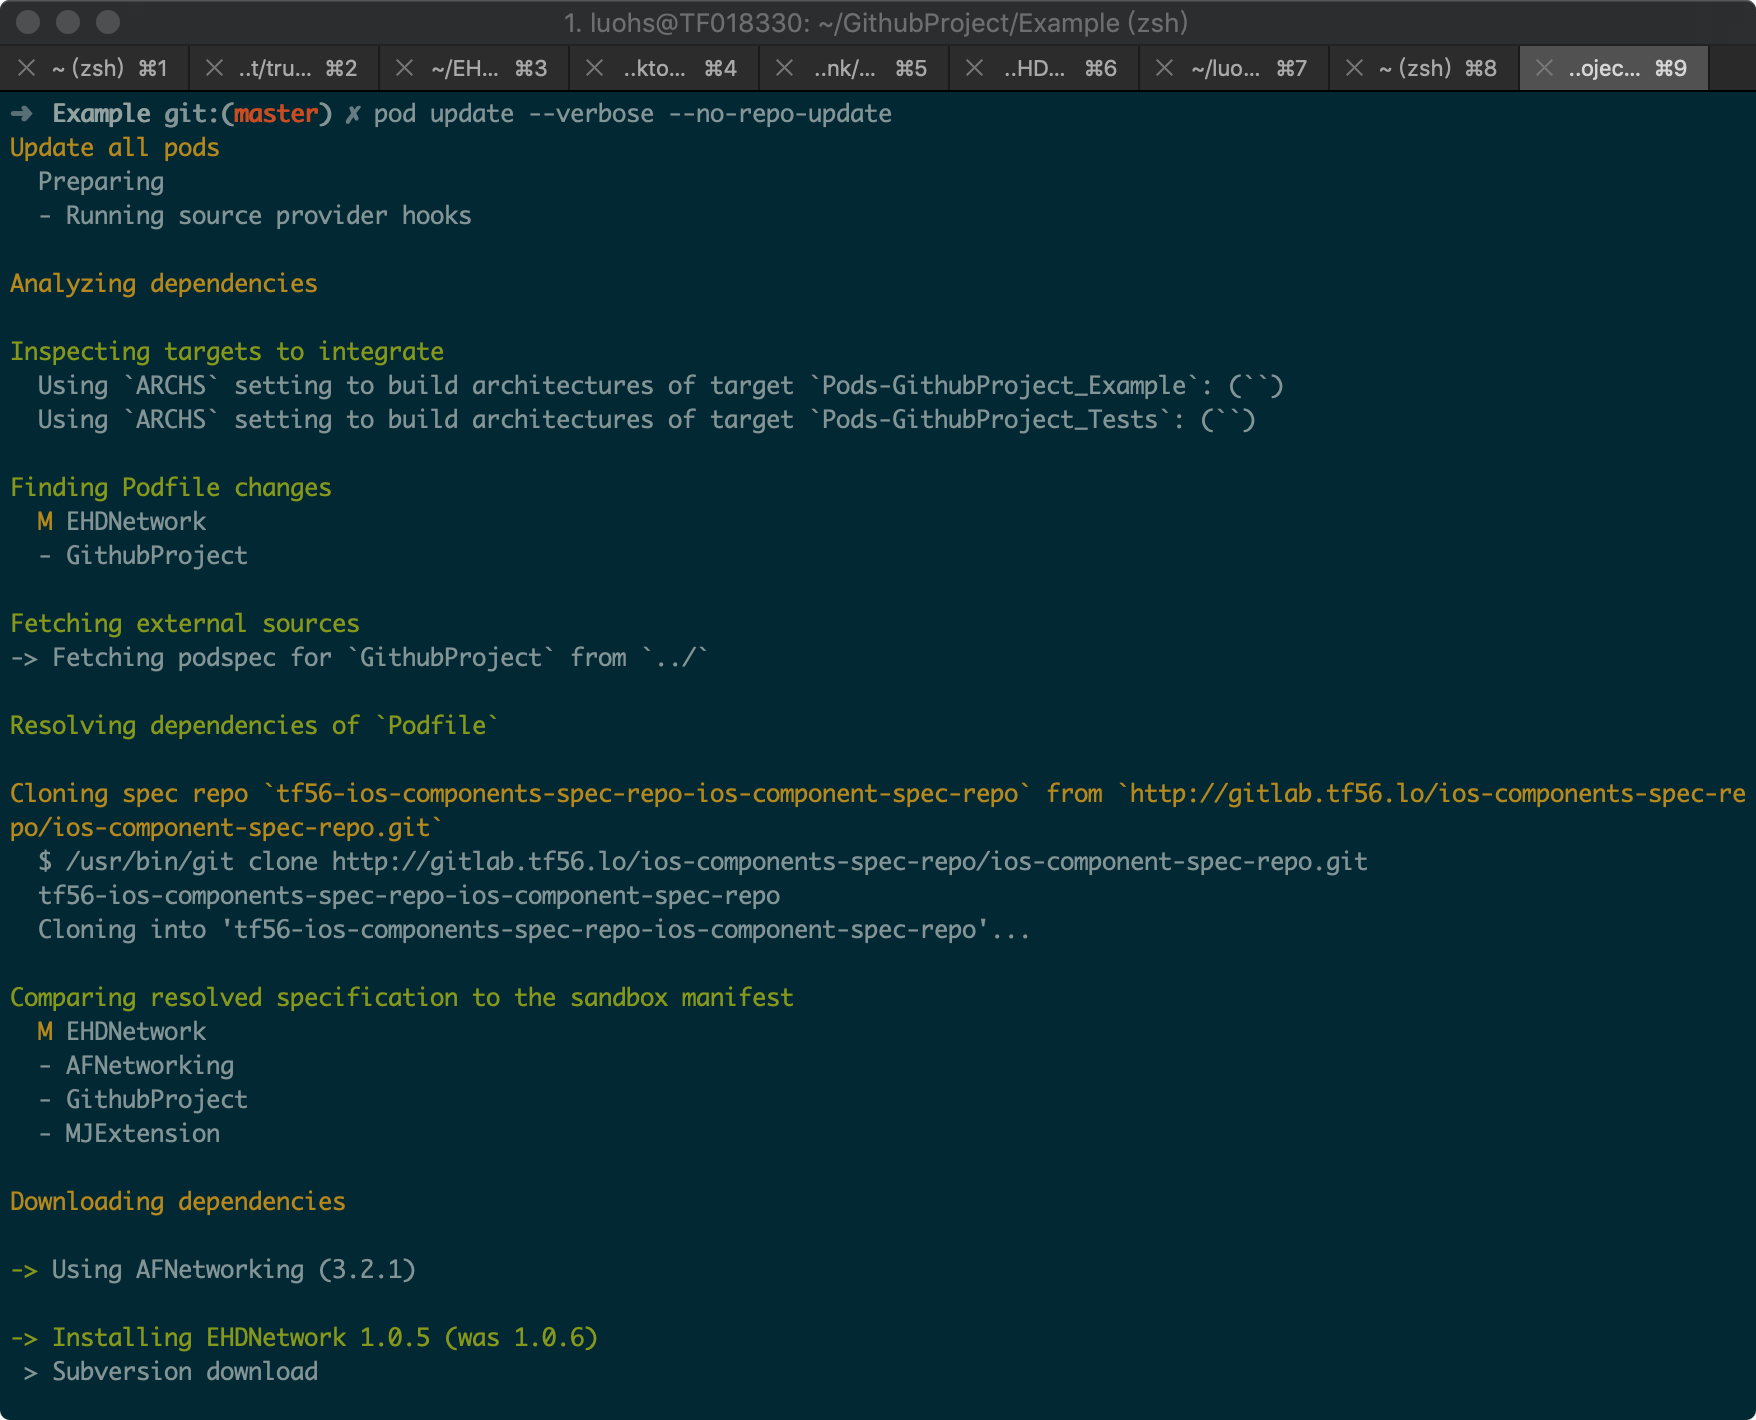 1. luohs@TF018330: ~/GithubProject/Example (zsh)
~ (zsh) ⌘1 ..t/tru... ⌘2 ~/EH... ⌘3 ..kto... ⌘4 ..nk/... ⌘5 ..HD... ⌘6 ~/luo... ⌘7 ~ (zsh) ⌘8 ..ojec... ⌘9
➜  Example git:(master) ✗ pod update --verbose --no-repo-update
Update all pods
  Preparing
  - Running source provider hooks
Analyzing dependencies
Inspecting targets to integrate
  Using `ARCHS` setting to build architectures of target `Pods-GithubProject_Example`: (``)
  Using `ARCHS` setting to build architectures of target `Pods-GithubProject_Tests`: (``)
Finding Podfile changes
  M EHDNetwork
  - GithubProject
Fetching external sources
-> Fetching podspec for `GithubProject` from `../`
Resolving dependencies of `Podfile`
Cloning spec repo `tf56-ios-components-spec-repo-ios-component-spec-repo` from `http://gitlab.tf56.lo/ios-components-spec-re
po/ios-component-spec-repo.git`
  $ /usr/bin/git clone http://gitlab.tf56.lo/ios-components-spec-repo/ios-component-spec-repo.git
  tf56-ios-components-spec-repo-ios-component-spec-repo
  Cloning into 'tf56-ios-components-spec-repo-ios-component-spec-repo'...
Comparing resolved specification to the sandbox manifest
  M EHDNetwork
  - AFNetworking
  - GithubProject
  - MJExtension
Downloading dependencies
-> Using AFNetworking (3.2.1)
-> Installing EHDNetwork 1.0.5 (was 1.0.6)
 > Subversion download